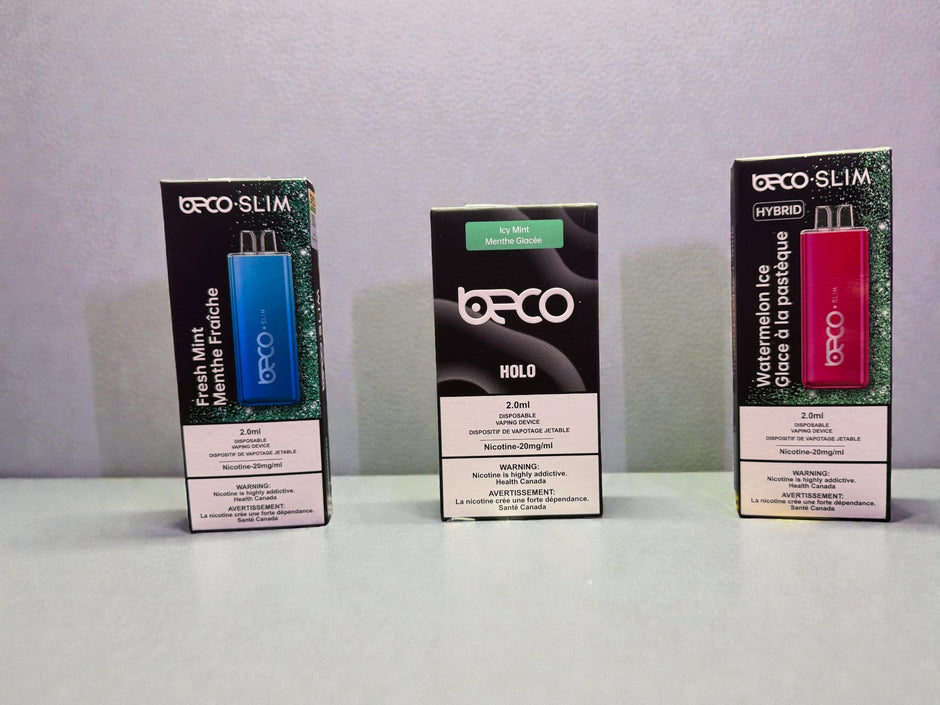 beco·SLIM
Fresh Mint
Menthe Fraîche
beco·SLIM
2.0ml
DISPOSABLE
VAPING DEVICE
DISPOSITIF DE VAPOTAGE JETABLE
Nicotine-20mg/ml
WARNING:
Nicotine is highly addictive.
Health Canada
AVERTISSEMENT:
La nicotine crée une forte dépendance.
Santé Canada
Icy Mint
Menthe Glacée
beco
HOLO
2.0ml
DISPOSABLE
VAPING DEVICE
DISPOSITIF DE VAPOTAGE JETABLE
Nicotine-20mg/ml
WARNING:
Nicotine is highly addictive.
Health Canada
AVERTISSEMENT:
La nicotine crée une forte dépendance.
Santé Canada
beco·SLIM
HYBRID
Watermelon Ice
Glace à la pastèque
beco·SLIM
2.0ml
DISPOSABLE
VAPING DEVICE
DISPOSITIF DE VAPOTAGE JETABLE
Nicotine-20mg/ml
WARNING:
Nicotine is highly addictive.
Health Canada
AVERTISSEMENT:
La nicotine crée une forte dépendance.
Santé Canada